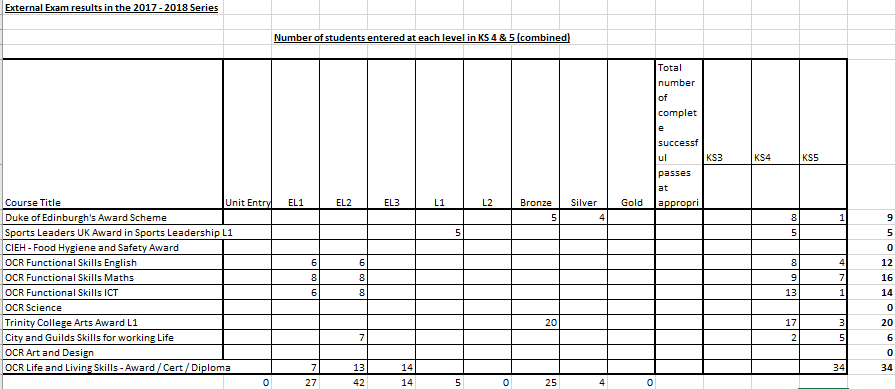 External Exam results in the 2017 - 2018 Series
Number of students entered at each level in KS 4 & 5 (combined)
Total
number
of
complet
e
successf
ul KS3 KS4 KS5
passes
at
Course Title Unit Entry EL1 EL2 EL3 L1 L2 Bronze Silver Gold appropri
Duke of Edinburgh's Award Scheme 5 4 8 1 9
Sports Leaders UK Award in Sports Leadership L1 5 5 5
CIEH - Food Hygiene and Safety Award 0
OCR Functional Skills English 6 6 8 4 12
OCR Functional Skills Maths 8 8 9 7 16
OCR Functional Skills ICT 6 8 13 1 14
OCR Science 0
Trinity College Arts Award L1 20 17 3 20
City and Guilds Skills for working Life 7 2 5 6
OCR Art and Design 0
OCR Life and Living Skills - Award / Cert / Diploma 7 13 14 34 34
0 27 42 14 5 0 25 4 0